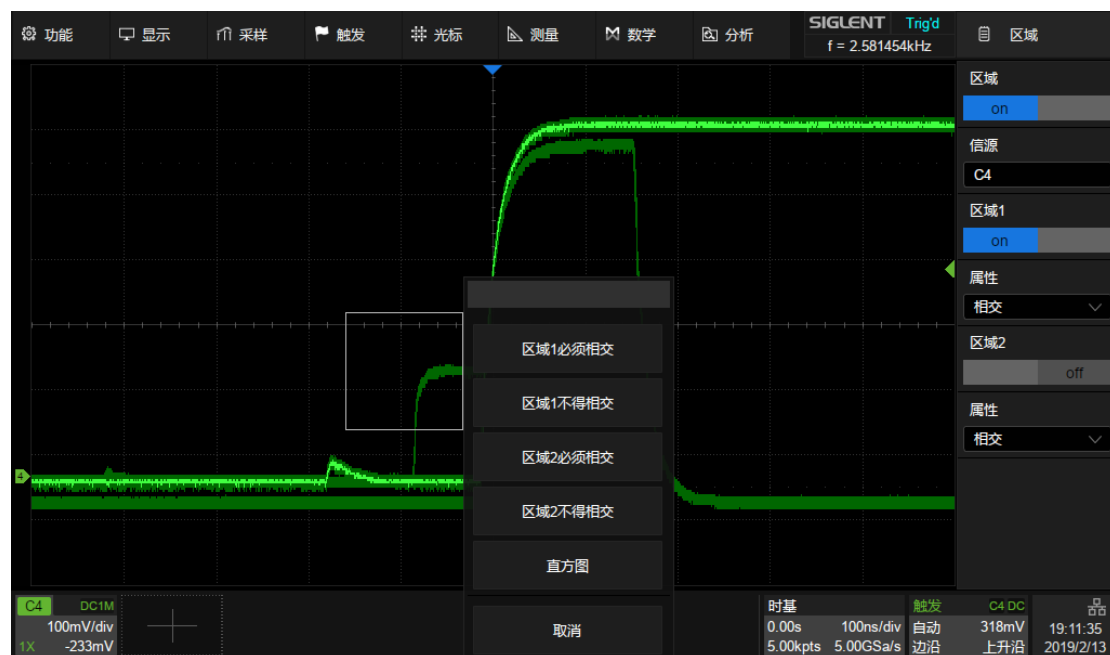 功能
显示
采样
触发
光标
测量
数学
分析
SIGLENT Trig'd
f = 2.581454kHz
区域
区域
on
信源
C4
区域1
on
属性
相交
区域2
off
属性
相交
区域1必须相交
区域1不得相交
区域2必须相交
区域2不得相交
直方图
取消
4
C4 DC1M
100mV/div
1X -233mV
时基
0.00s 100ns/div
5.00kpts 5.00GSa/s
触发 C4 DC
自动 318mV
边沿 上升沿
19:11:35
2019/2/13